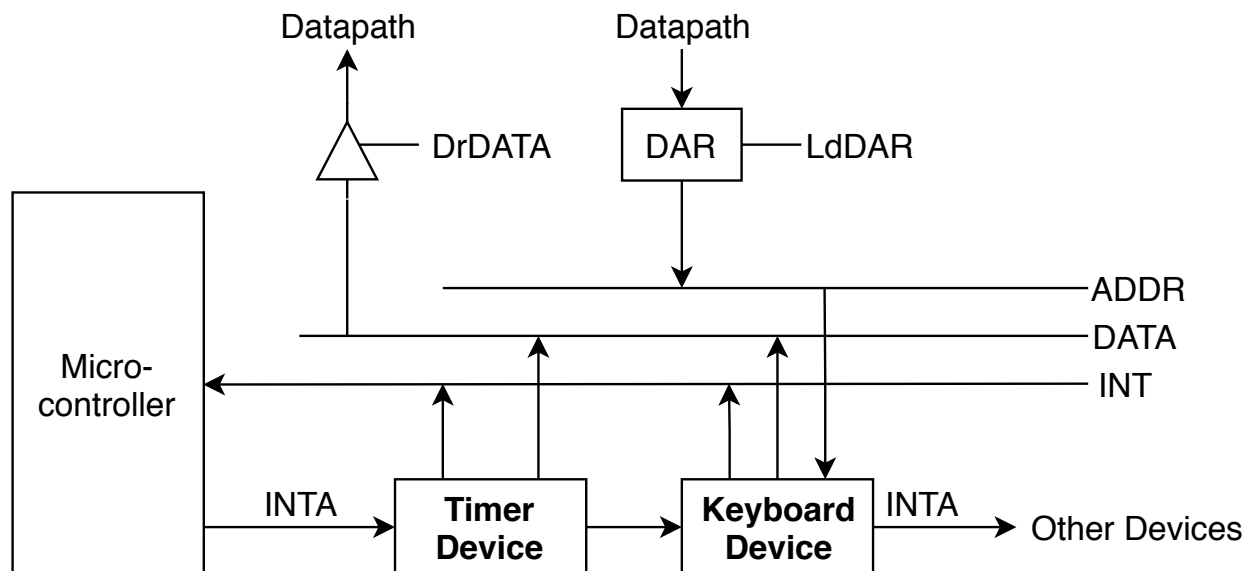 Datapath
Datapath
DrDATA
DAR
LdDAR
ADDR
DATA
INT
Micro-
controller
INTA
Timer
Device
Keyboard
Device
INTA
Other Devices